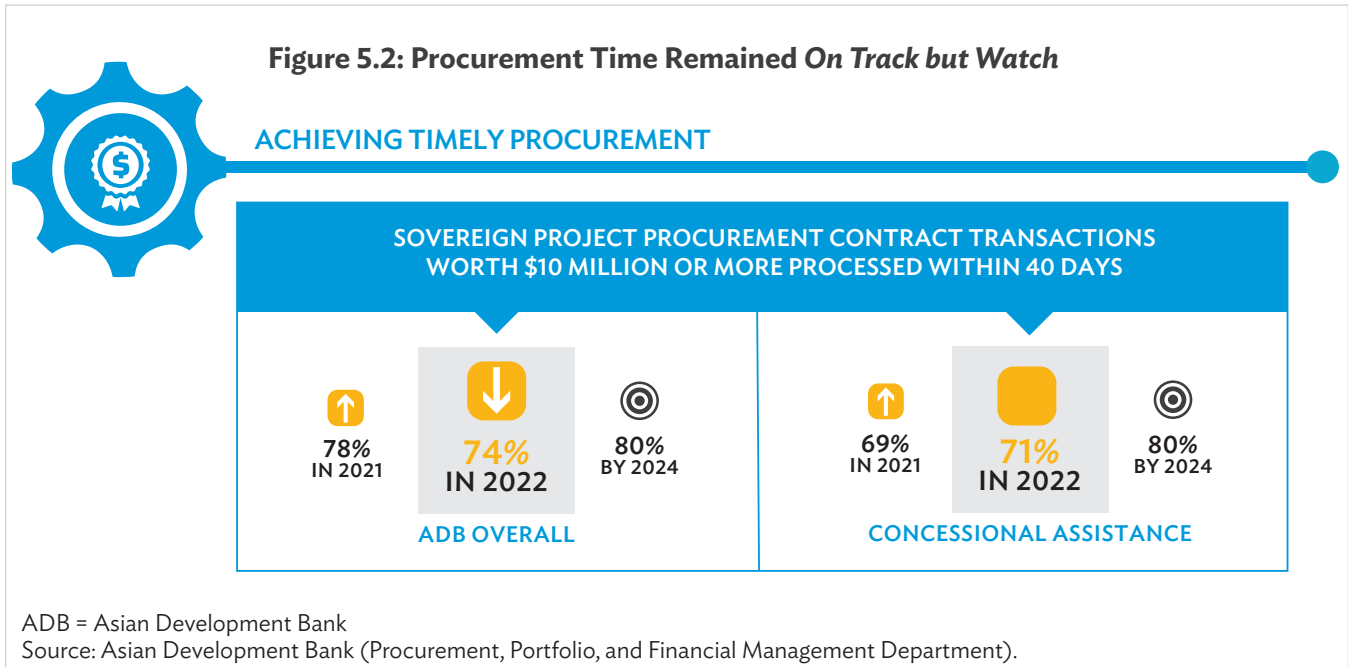 Figure 5.2: Procurement Time Remained On Track but Watch
$
ACHIEVING TIMELY PROCUREMENT
SOVEREIGN PROJECT PROCUREMENT CONTRACT TRANSACTIONS
WORTH $10 MILLION OR MORE PROCESSED WITHIN 40 DAYS
78%
IN 2021
74%
IN 2022
80%
BY 2024
ADB OVERALL
69%
IN 2021
71%
IN 2022
80%
BY 2024
CONCESSIONAL ASSISTANCE
ADB = Asian Development Bank
Source: Asian Development Bank (Procurement, Portfolio, and Financial Management Department).